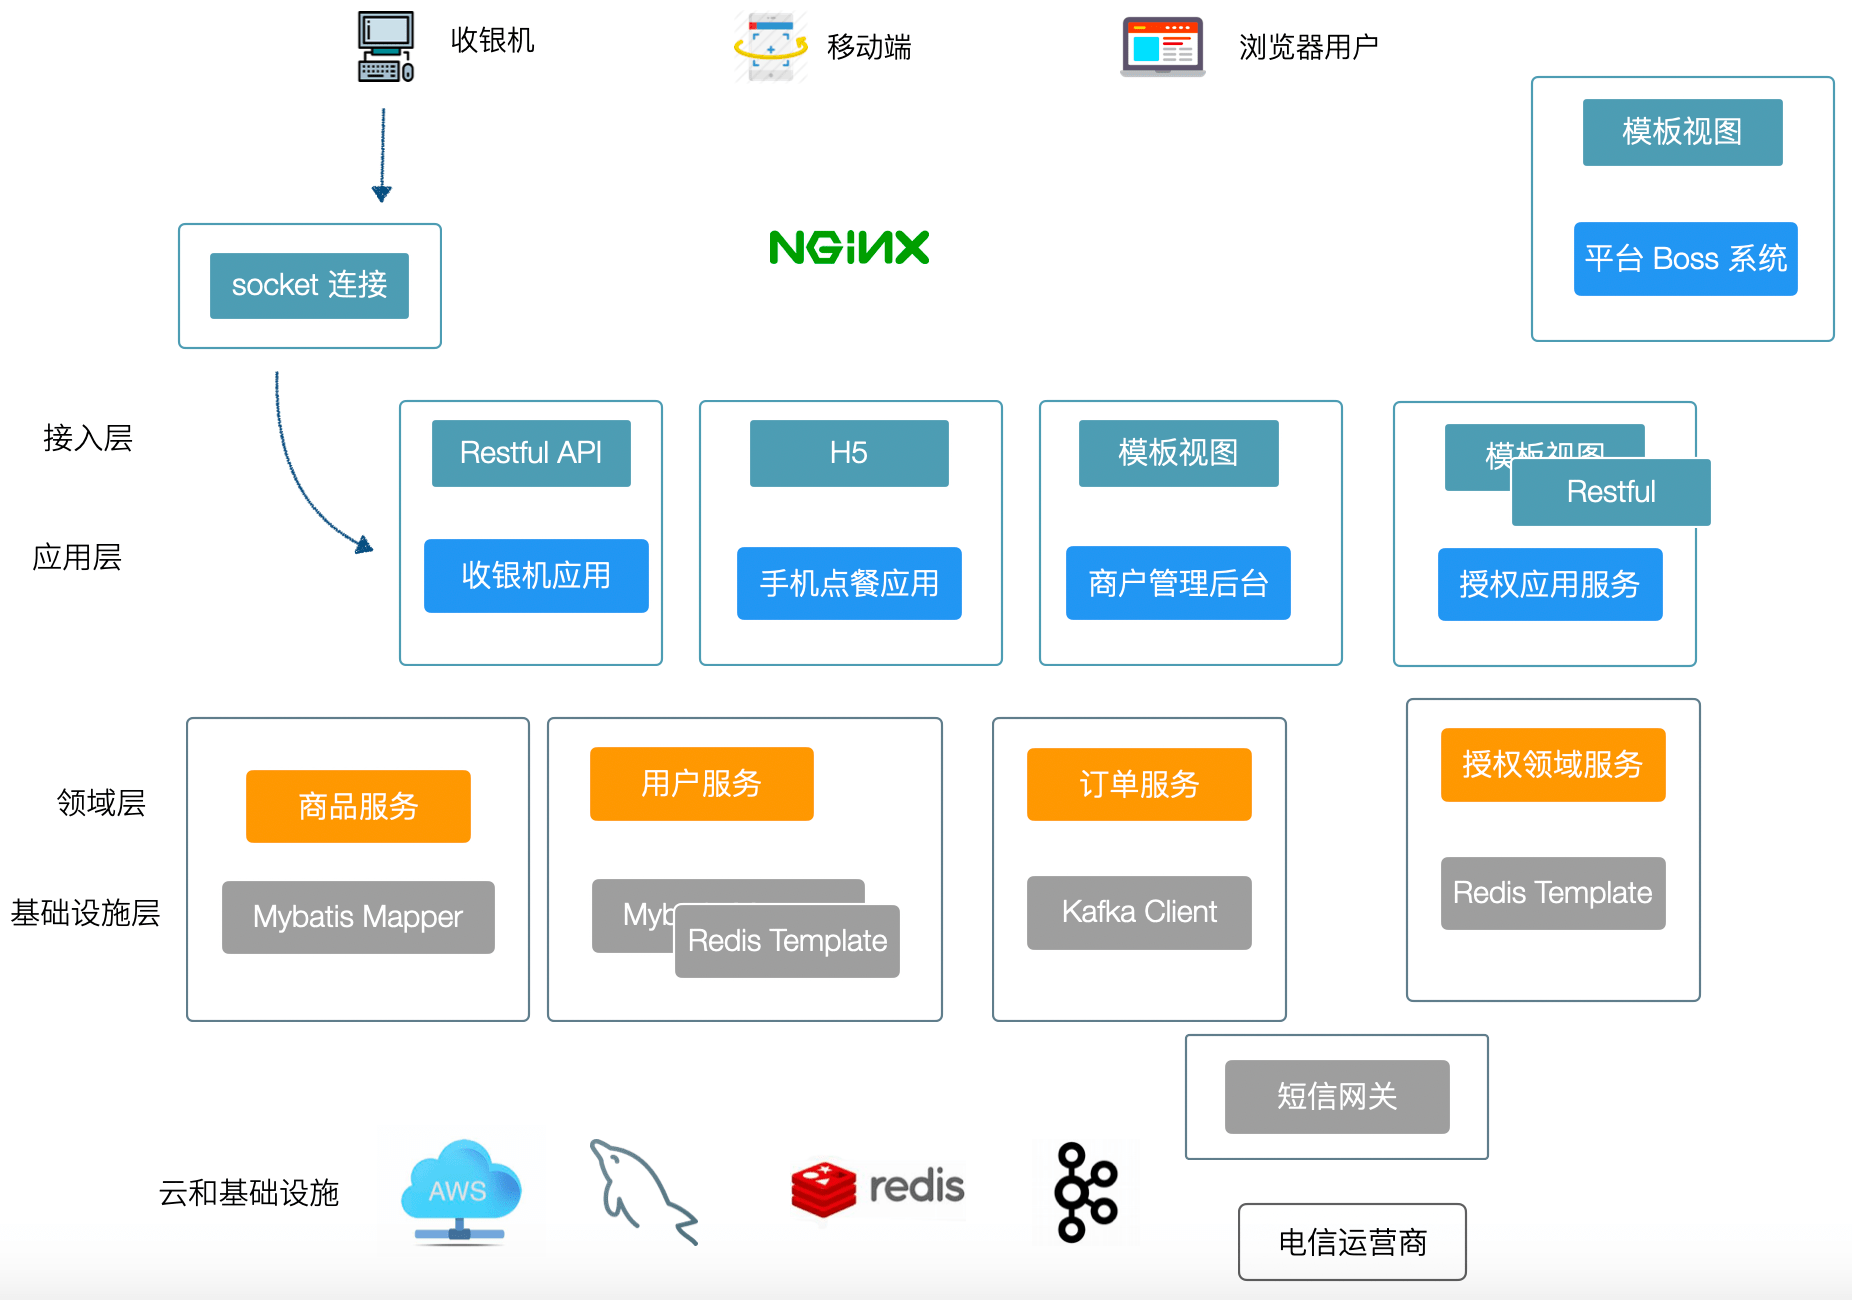 收银机
移动端
浏览器用户
模板视图
平台 Boss 系统
NGINX
socket 连接
接入层
Restful API
H5
模板视图
模板视图
Restful
应用层
收银机应用
手机点餐应用
商户管理后台
授权应用服务
领域层
商品服务
用户服务
订单服务
授权领域服务
基础设施层
Mybatis Mapper
Myb
Redis Template
Kafka Client
Redis Template
短信网关
云和基础设施
AWS
redis
电信运营商